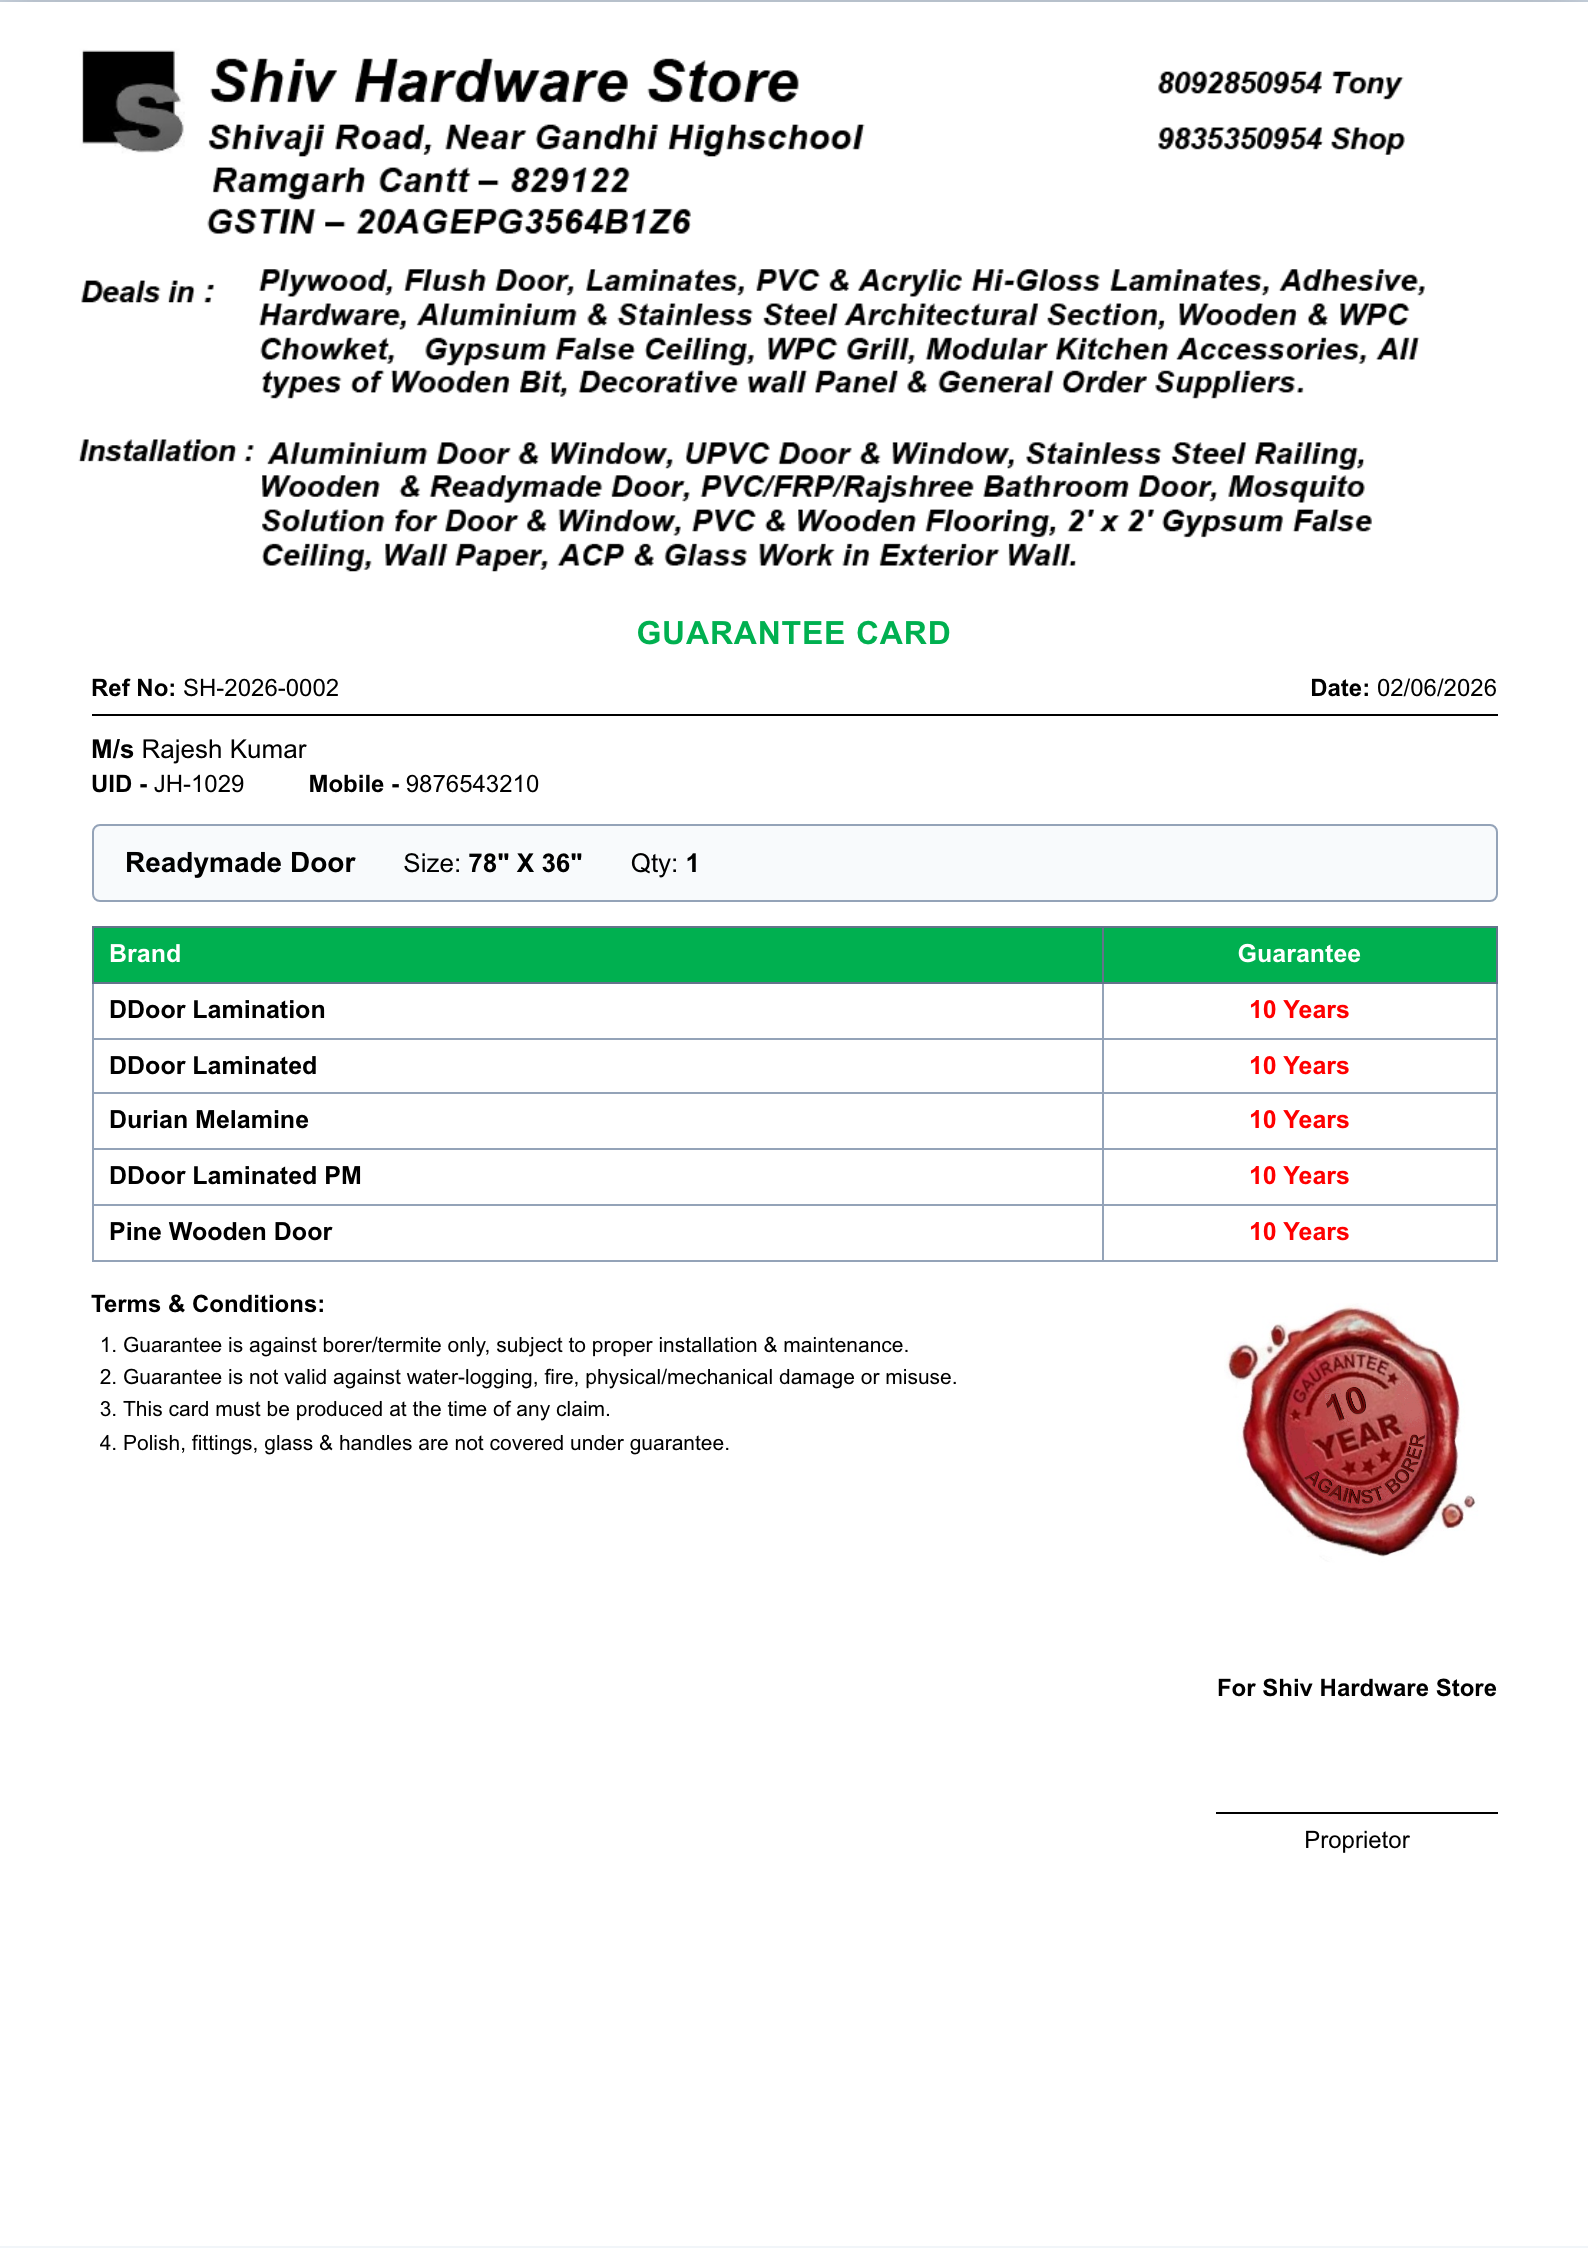 S
Shiv Hardware Store
8092850954 Tony
Shivaji Road, Near Gandhi Highschool
9835350954 Shop
Ramgarh Cantt – 829122
GSTIN – 20AGEPG3564B1Z6
Deals in : Plywood, Flush Door, Laminates, PVC & Acrylic Hi-Gloss Laminates, Adhesive,
Hardware, Aluminium & Stainless Steel Architectural Section, Wooden & WPC
Chowket, Gypsum False Ceiling, WPC Grill, Modular Kitchen Accessories, All
types of Wooden Bit, Decorative wall Panel & General Order Suppliers.
Installation : Aluminium Door & Window, UPVC Door & Window, Stainless Steel Railing,
Wooden & Readymade Door, PVC/FRP/Rajshree Bathroom Door, Mosquito
Solution for Door & Window, PVC & Wooden Flooring, 2' x 2' Gypsum False
Ceiling, Wall Paper, ACP & Glass Work in Exterior Wall.
GUARANTEE CARD
Ref No: SH-2026-0002 Date: 02/06/2026
M/s Rajesh Kumar
UID - JH-1029 Mobile - 9876543210
Readymade Door Size: 78" X 36" Qty: 1
Brand Guarantee
DDoor Lamination 10 Years
DDoor Laminated 10 Years
Durian Melamine 10 Years
DDoor Laminated PM 10 Years
Pine Wooden Door 10 Years
Terms & Conditions:
1. Guarantee is against borer/termite only, subject to proper installation & maintenance.
2. Guarantee is not valid against water-logging, fire, physical/mechanical damage or misuse.
3. This card must be produced at the time of any claim.
4. Polish, fittings, glass & handles are not covered under guarantee.
GAURANTEE
10
YEAR
AGAINST BORER
For Shiv Hardware Store
Proprietor